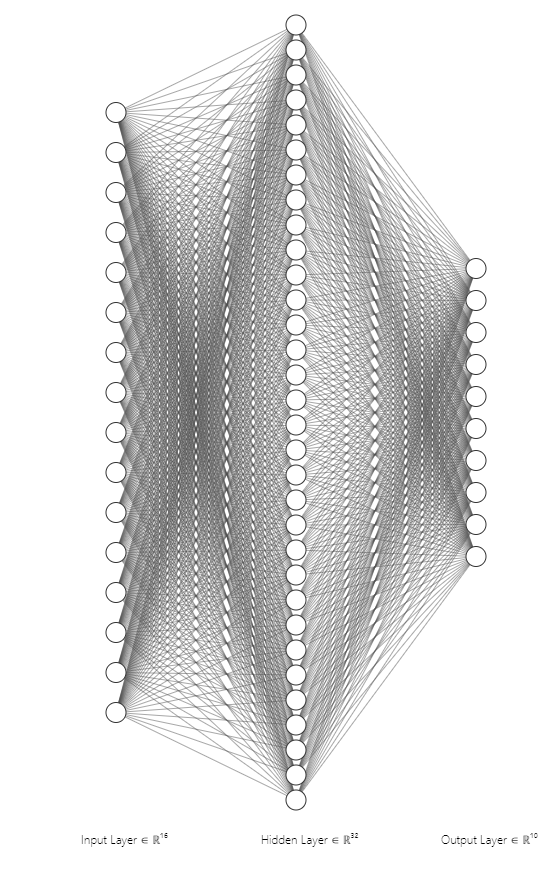 Input Layer ∈ ℝ¹⁶
Hidden Layer ∈ ℝ³²
Output Layer ∈ ℝ¹⁰